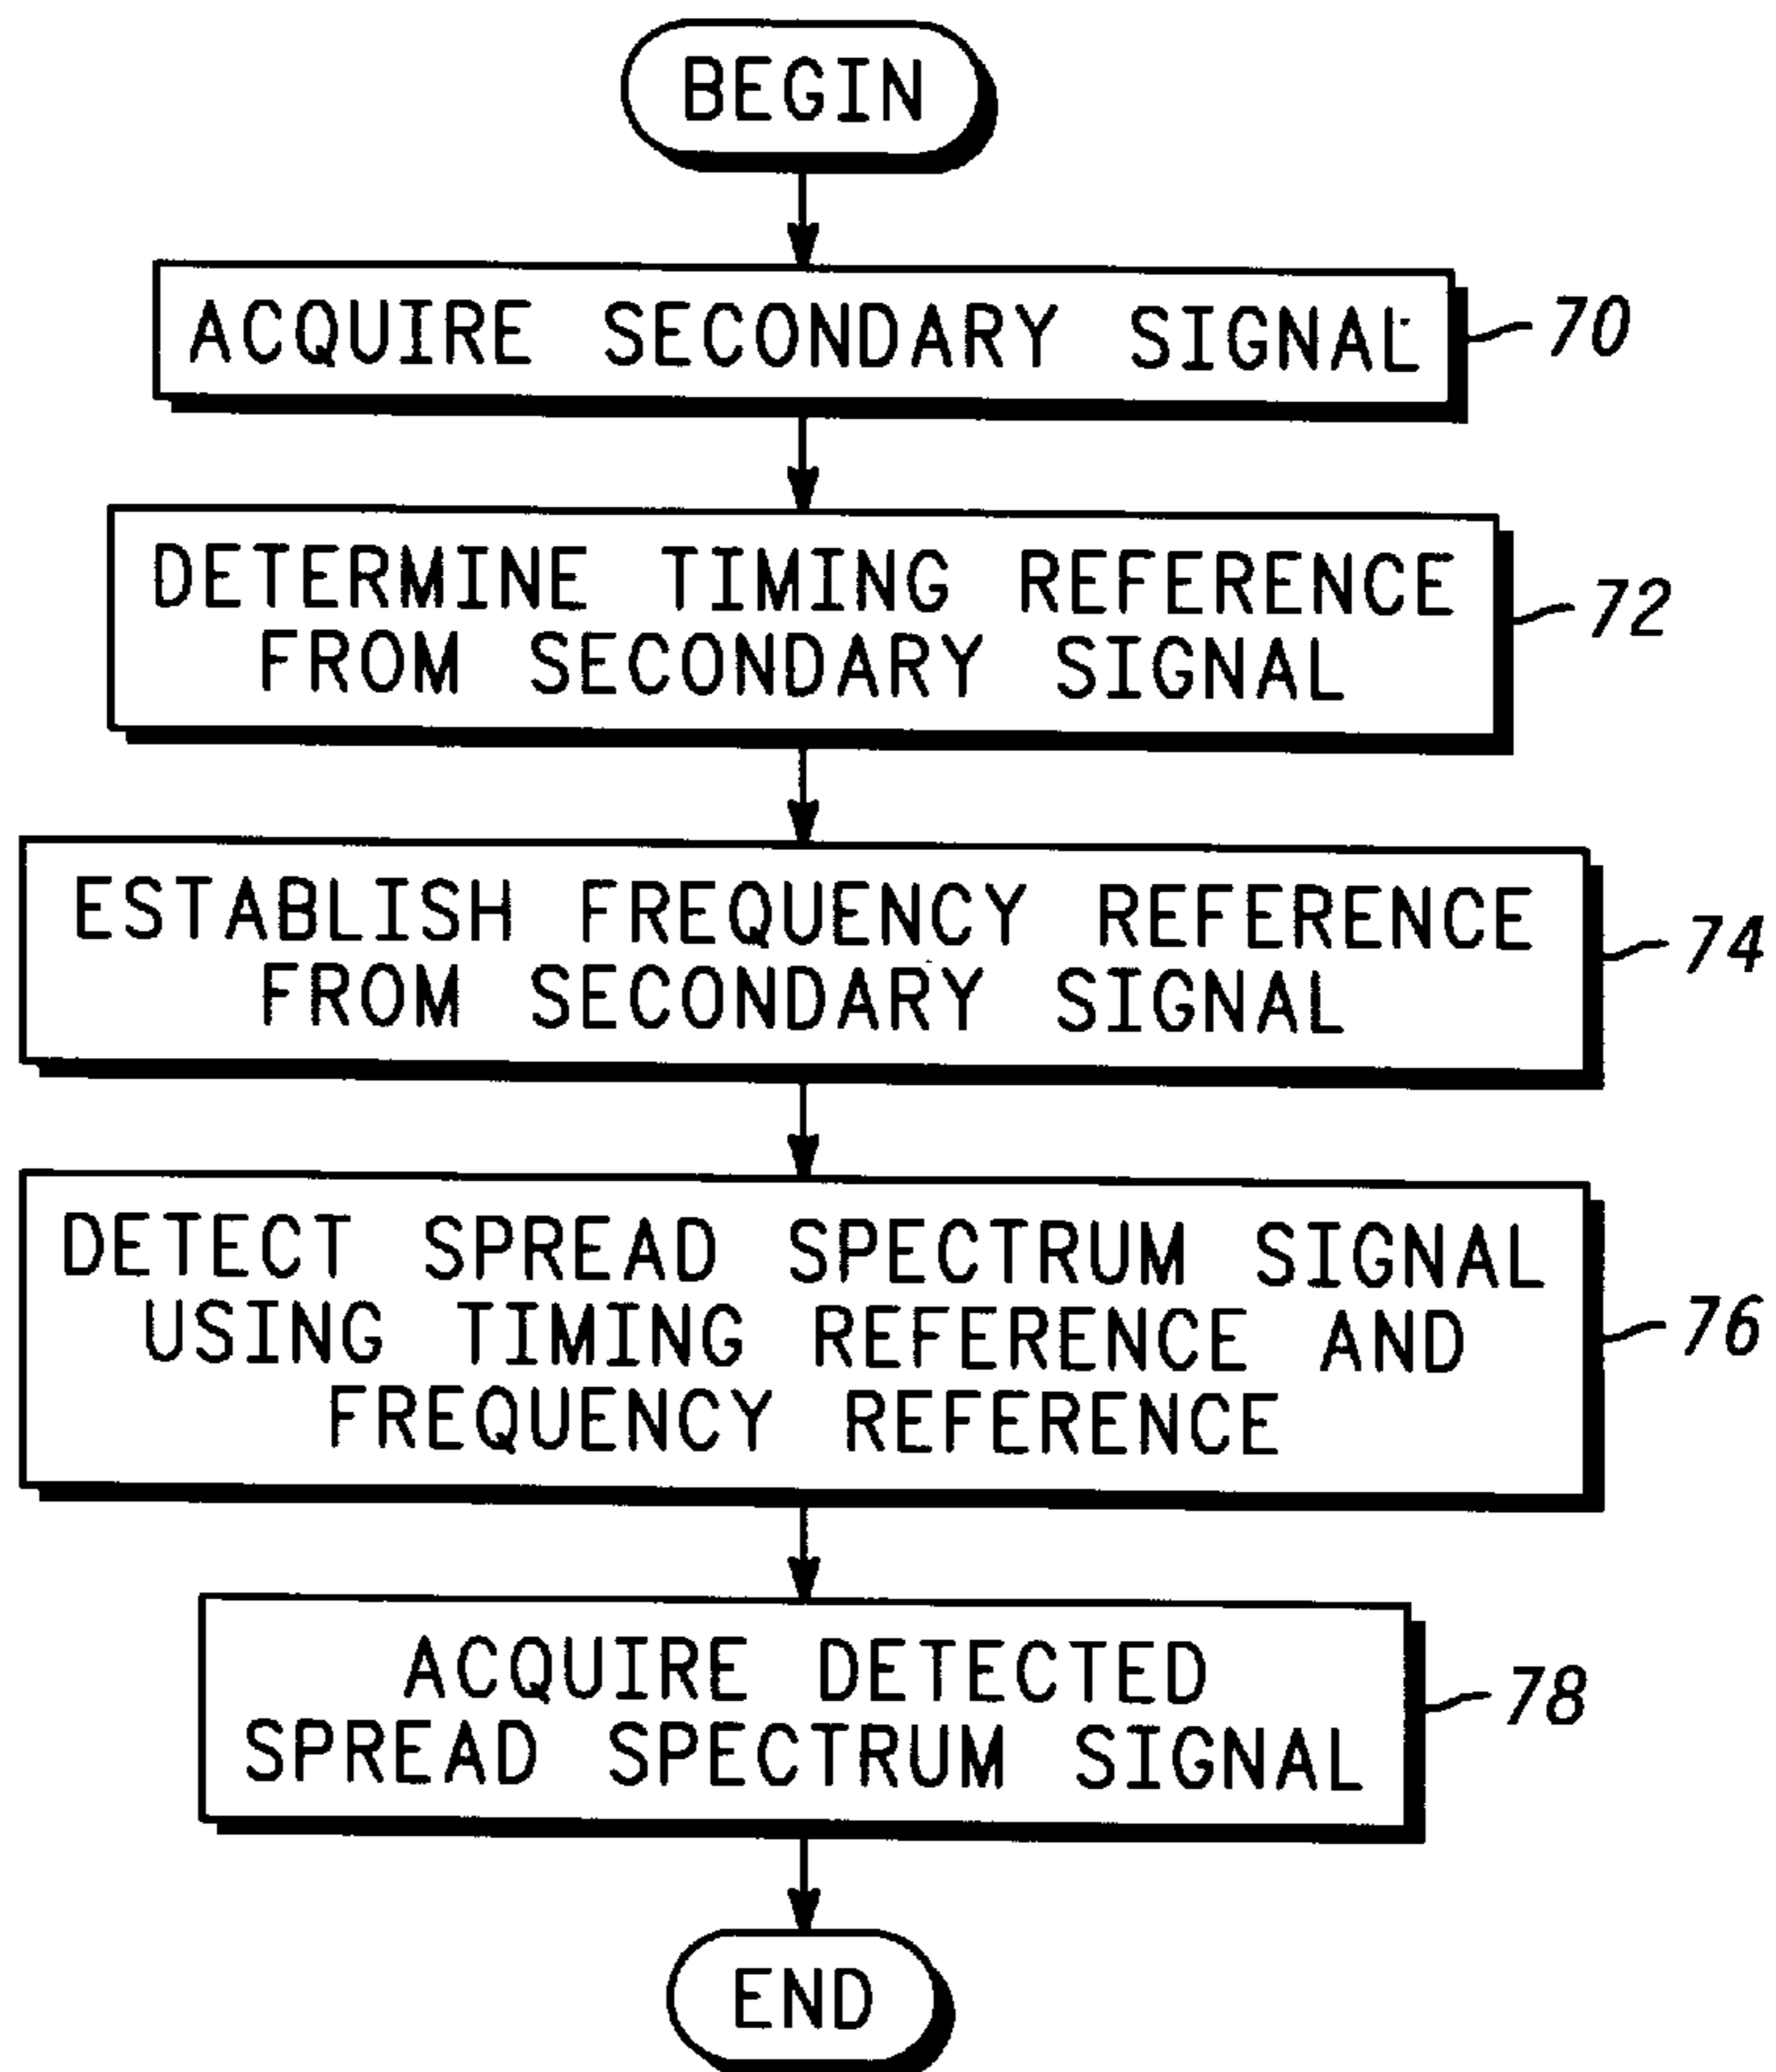 BEGIN
ACQUIRE SECONDARY SIGNAL
70
DETERMINE TIMING REFERENCE
FROM SECONDARY SIGNAL
72
ESTABLISH FREQUENCY REFERENCE
FROM SECONDARY SIGNAL
74
DETECT SPREAD SPECTRUM SIGNAL
USING TIMING REFERENCE AND
FREQUENCY REFERENCE
76
ACQUIRE DETECTED
SPREAD SPECTRUM SIGNAL
78
END